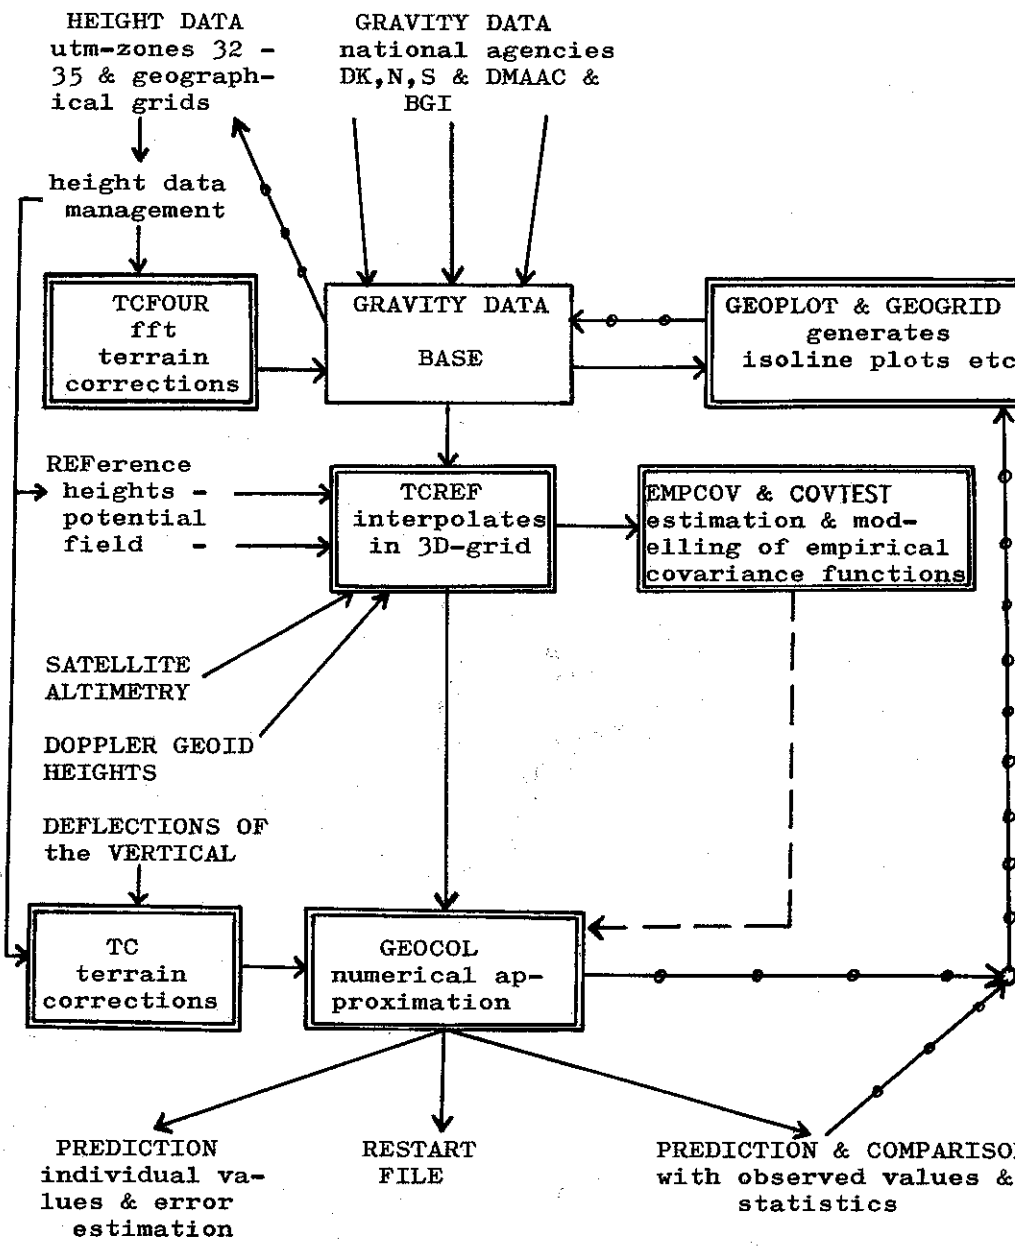 HEIGHT DATA
utm-zones 32 -
35 & geograph-
ical grids
GRAVITY DATA
national agencies
DK,N,S & DMAAC &
BGI
height data
management
TCFOUR
fft
terrain
corrections
GRAVITY DATA
BASE
GEOPLOT & GEOGRID
generates
isoline plots etc
REFerence
heights -
potential
field -
TCREF
interpolates
in 3D-grid
EMPCOV & COVTEST
estimation & mod-
elling of empirical
covariance functions
SATELLITE
ALTIMETRY
DOPPLER GEOID
HEIGHTS
DEFLECTIONS OF
the VERTICAL
TC
terrain
corrections
GEOCOL
numerical ap-
proximation
PREDICTION
individual va-
lues & error
estimation
RESTART
FILE
PREDICTION & COMPARISO
with observed values &
statistics